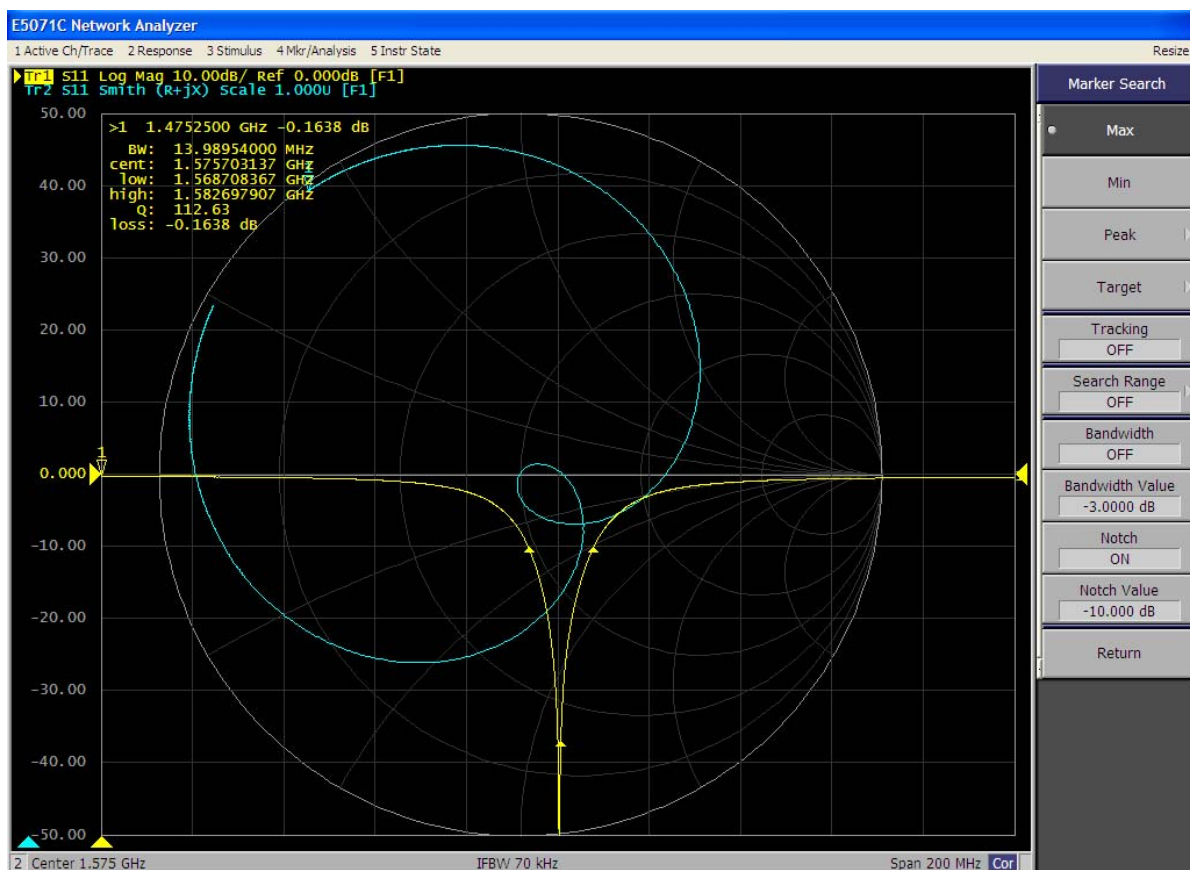 E5071C Network Analyzer
1 Active Ch/Trace 2 Response 3 Stimulus 4 Mkr/Analysis 5 Instr State Resize
Tr1 S11 Log Mag 10.00dB/ Ref 0.000dB [F1]
Tr2 S11 Smith (R+jX) Scale 1.000U [F1]
50.00
>1 1.4752500 GHz -0.1638 dB
BW: 13.98954000 MHz
cent: 1.575703137 GHz
low: 1.568708367 GHz
high: 1.582697907 GHz
Q: 112.63
loss: -0.1638 dB
40.00
30.00
20.00
10.00
0.000
-10.00
-20.00
-30.00
-40.00
-50.00
1
Marker Search
Max
Min
Peak
Target
Tracking
OFF
Search Range
OFF
Bandwidth
OFF
Bandwidth Value
-3.0000 dB
Notch
ON
Notch Value
-10.000 dB
Return
2 Center 1.575 GHz IFBW 70 kHz Span 200 MHz Cor